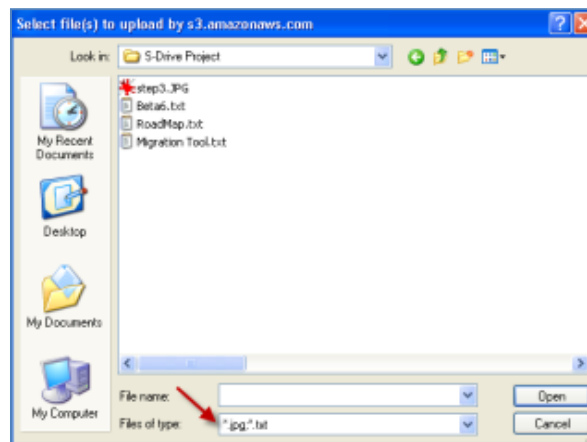 Select file(s) to upload by s3.amazonaws.com
Look in: S-Drive Project
step3.JPG
Beta6.txt
RoadMap.txt
Migration Tool.txt
My Recent
Documents
Desktop
My Documents
My Computer
File name:
Open
Files of type: *.jpg;*.txt
Cancel